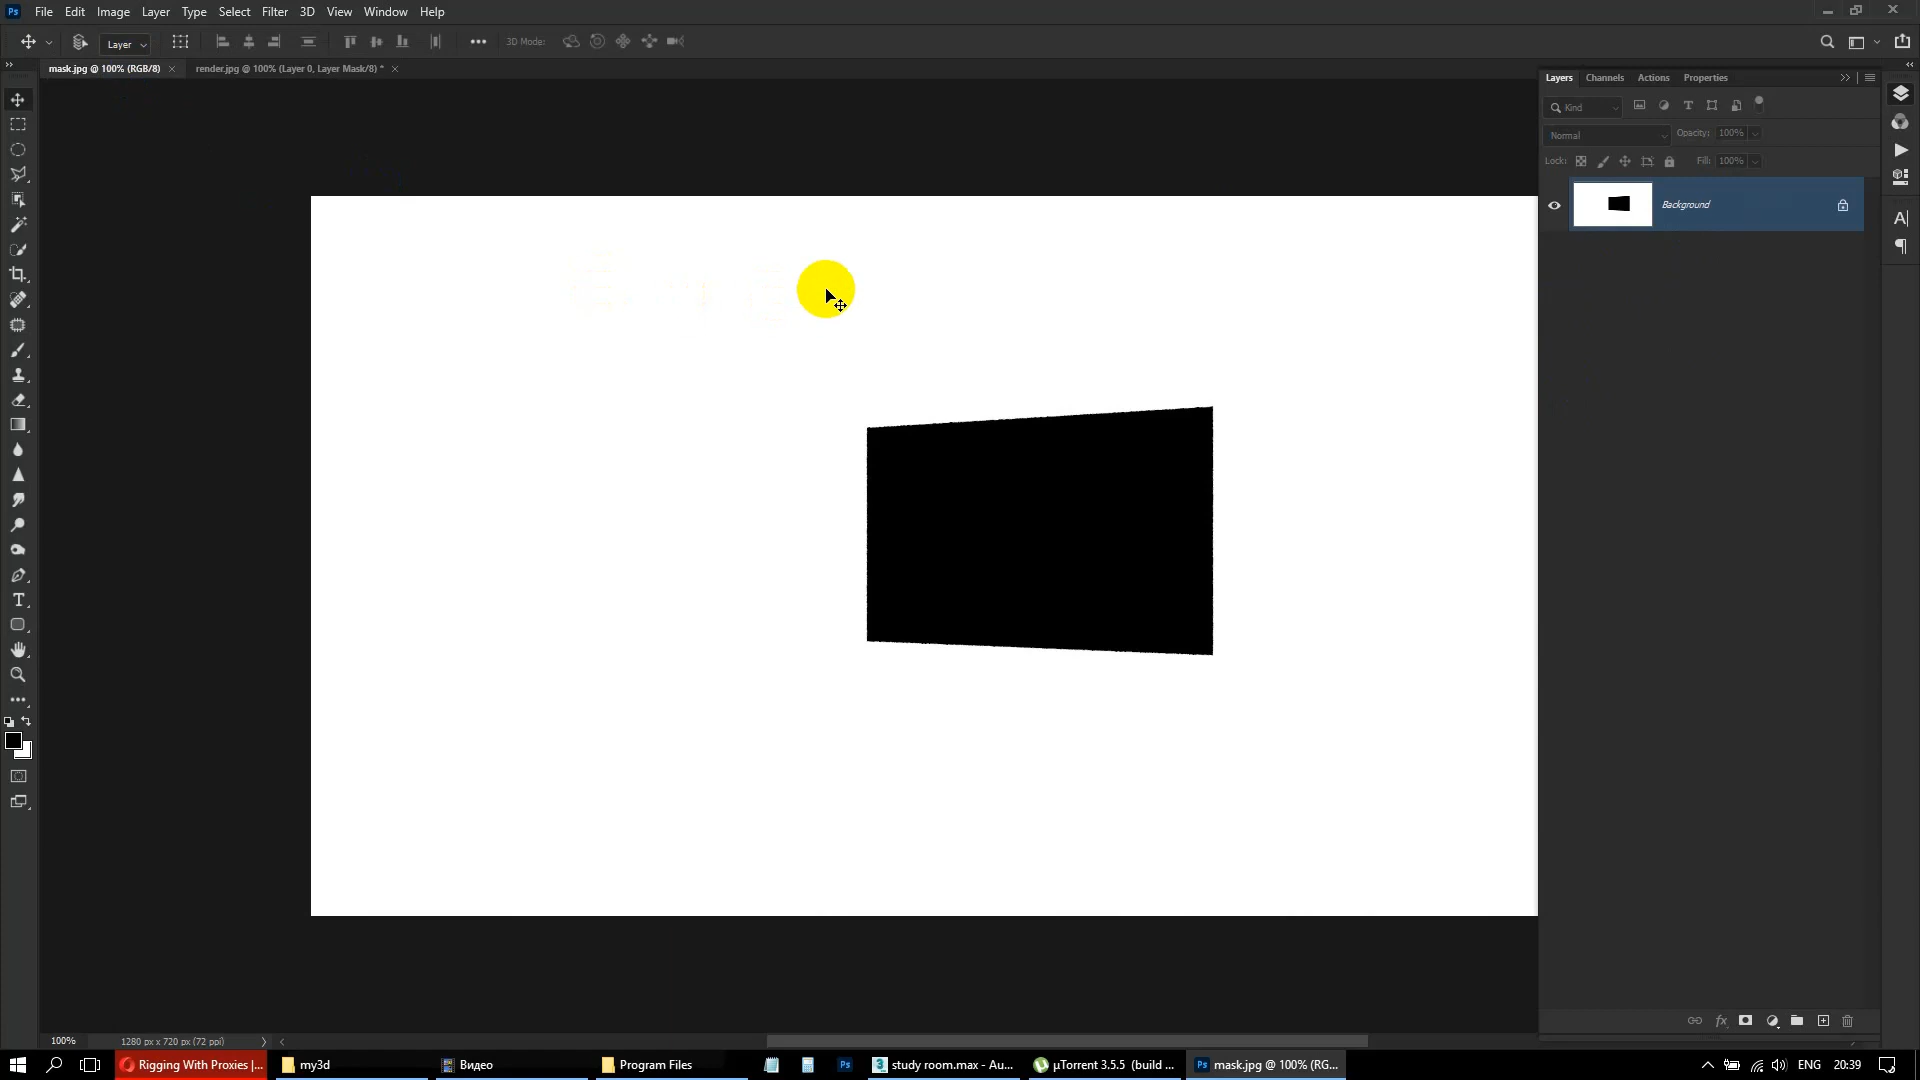 Ps File Edit Image Layer Type Select Filter 3D View Window Help
Layer 3D Mode:
mask.jpg @ 100% (RGB/8) render.jpg @ 100% (Layer 0, Layer Mask/8) *
Layers Channels Actions Properties
Kind
Normal Opacity: 100%
Lock: Fill: 100%
Background
100% 1280 px x 720 px (72 ppi)
Rigging With Proxies |... my3d Видео Program Files Ps study room.max - Au... µTorrent 3.5.5 (build ... Ps mask.jpg @ 100% (RG... ENG 20:39